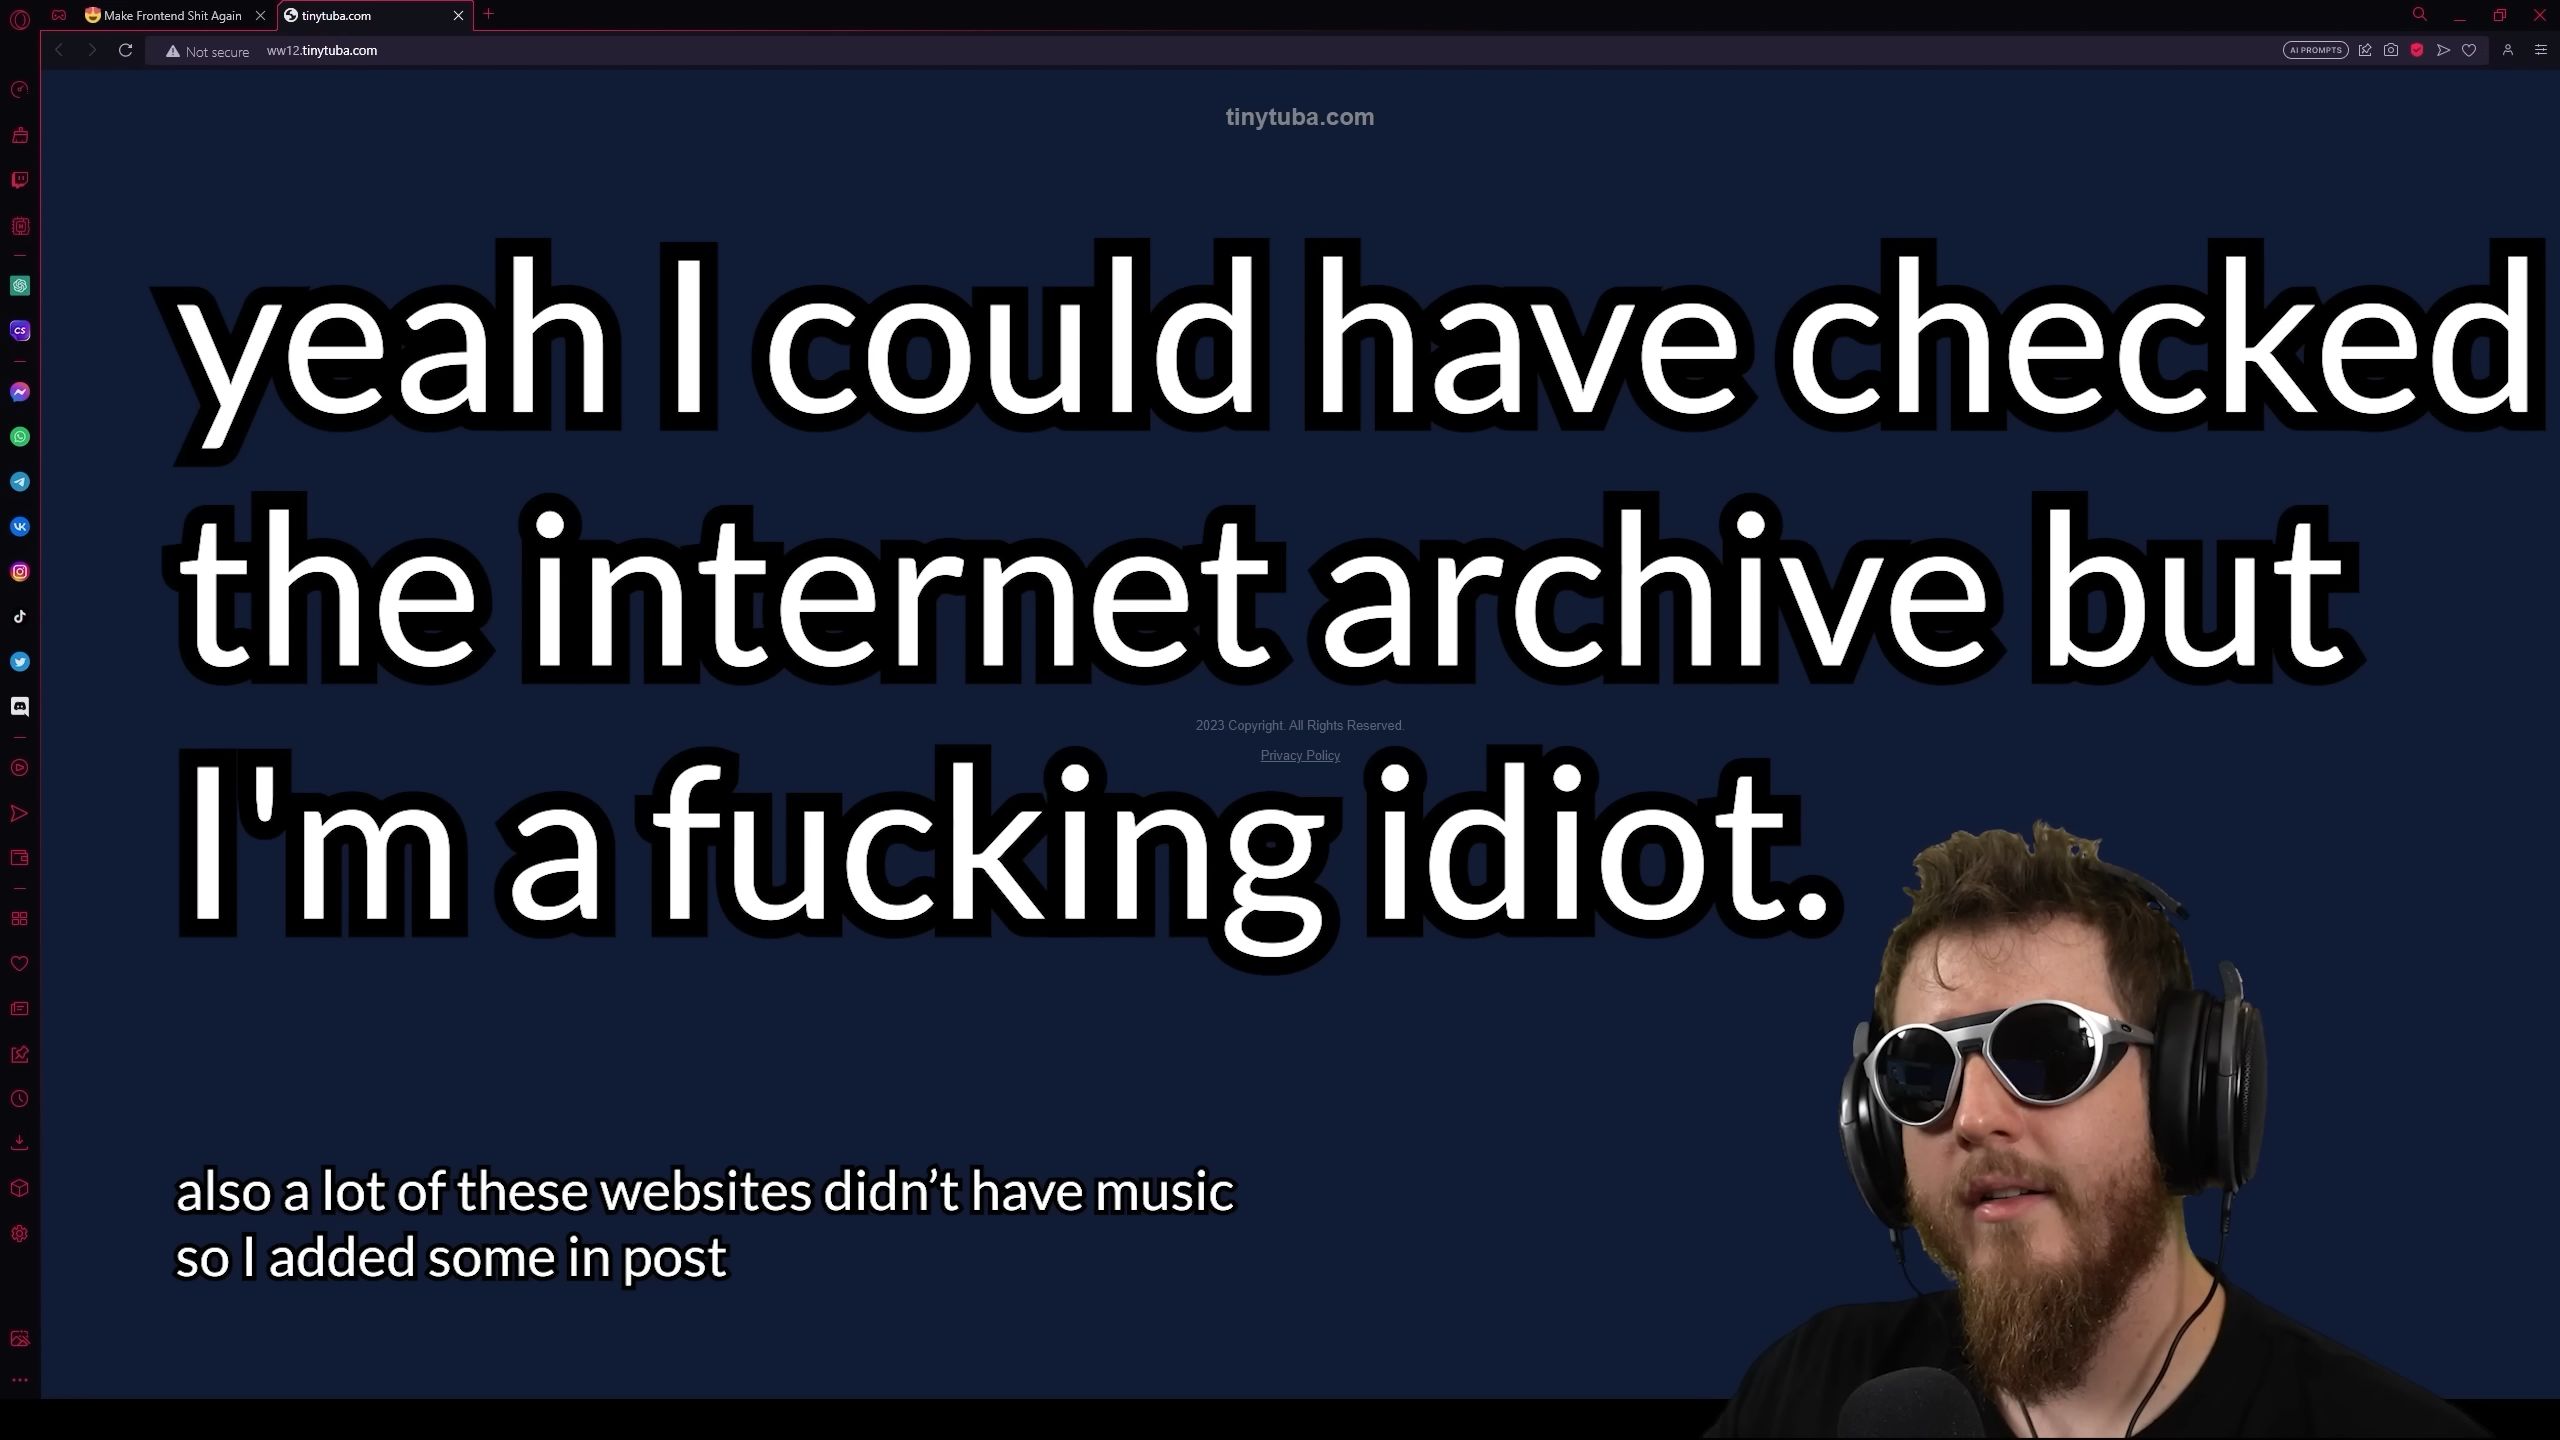 Make Frontend Shit Again
tinytuba.com
Not secure
ww12.tinytuba.com
AI PROMPTS
tinytuba.com
yeah I could have checked
the internet archive but
2023 Copyright. All Rights Reserved.
Privacy Policy
I'm a fucking idiot.
also a lot of these websites didn’t have music
so I added some in post
CS